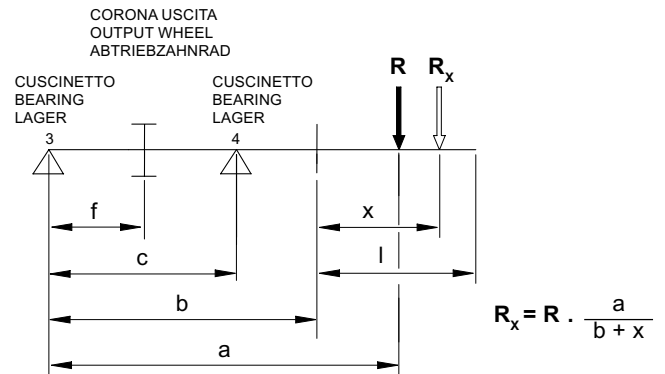 CORONA USCITA
OUTPUT WHEEL
ABTRIEBZAHNRAD
CUSCINETTO
BEARING
LAGER
3
CUSCINETTO
BEARING
LAGER
4
R
Rx
f
x
c
l
b
a
Rx = R . a / b + x